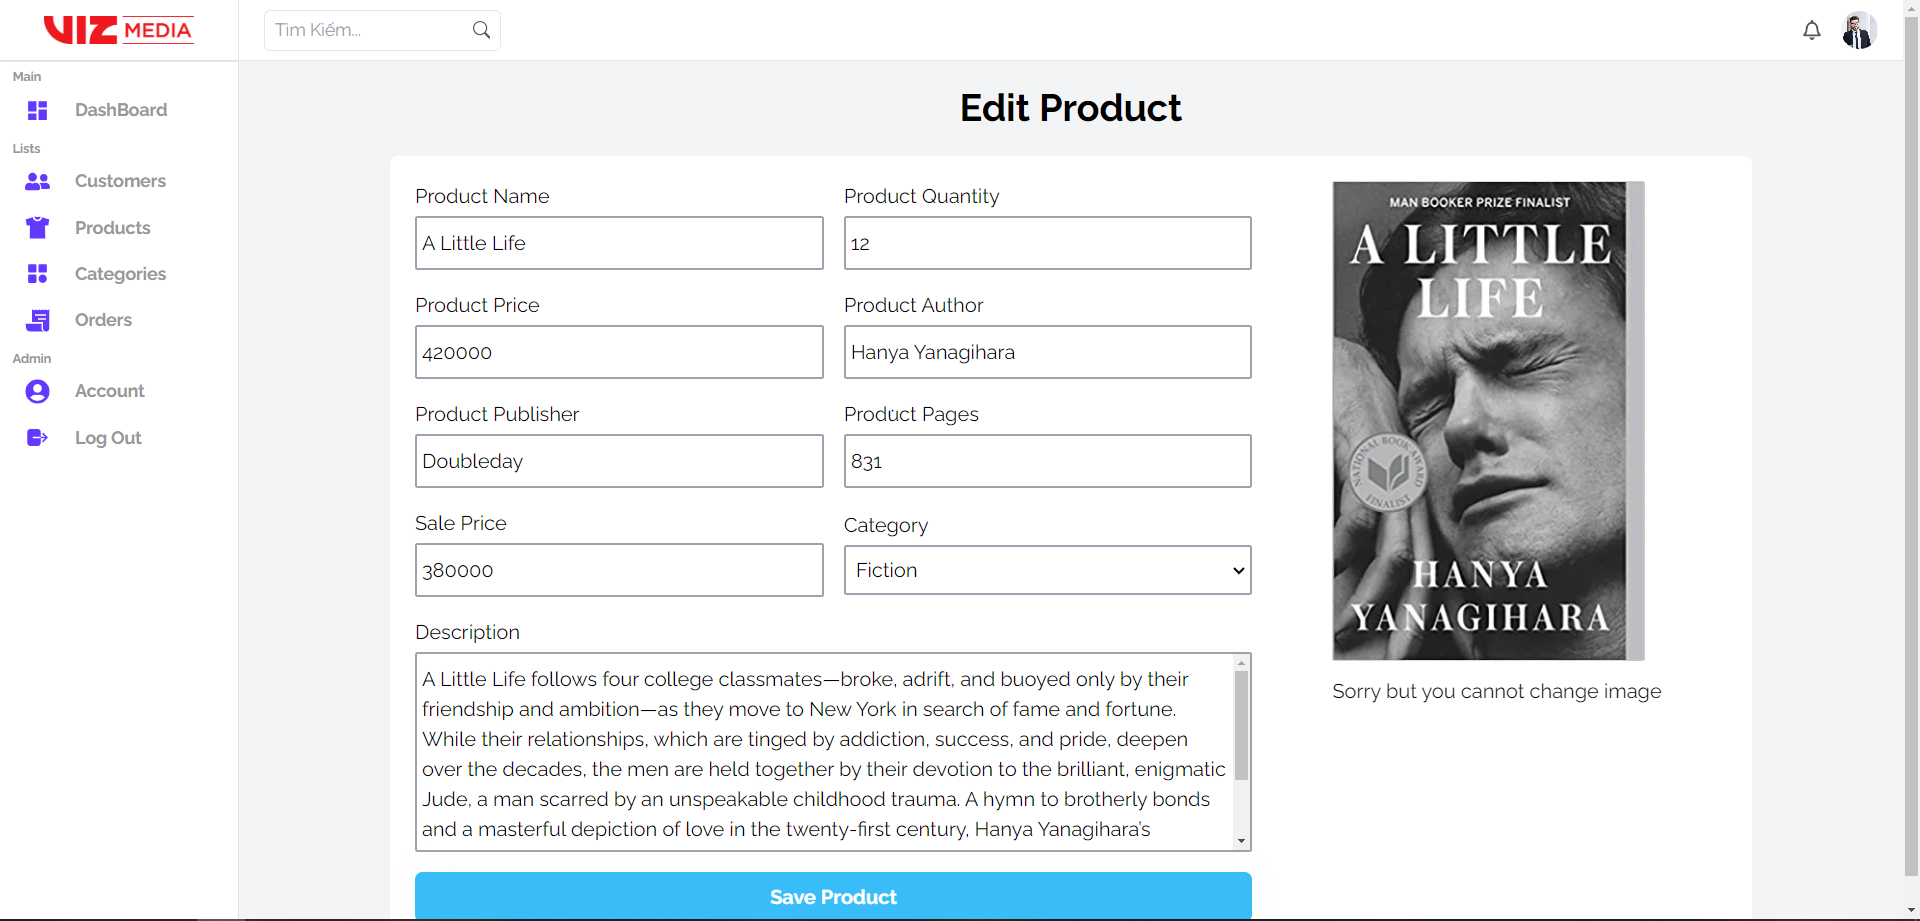 VIZ MEDIA
Tìm Kiếm...
Main
DashBoard
Lists
Customers
Products
Categories
Orders
Admin
Account
Log Out
Edit Product
Product Name
A Little Life
Product Quantity
12
Product Price
420000
Product Author
Hanya Yanagihara
Product Publisher
Doubleday
Product Pages
831
Sale Price
380000
Category
Fiction
Description
A Little Life follows four college classmates—broke, adrift, and buoyed only by their
friendship and ambition—as they move to New York in search of fame and fortune.
While their relationships, which are tinged by addiction, success, and pride, deepen
over the decades, the men are held together by their devotion to the brilliant, enigmatic
Jude, a man scarred by an unspeakable childhood trauma. A hymn to brotherly bonds
and a masterful depiction of love in the twenty-first century, Hanya Yanagihara's
Save Product
MAN BOOKER PRIZE FINALIST
A LITTLE
LIFE
NATIONAL BOOK AWARD
FINALIST
HANYA
YANAGIHARA
Sorry but you cannot change image